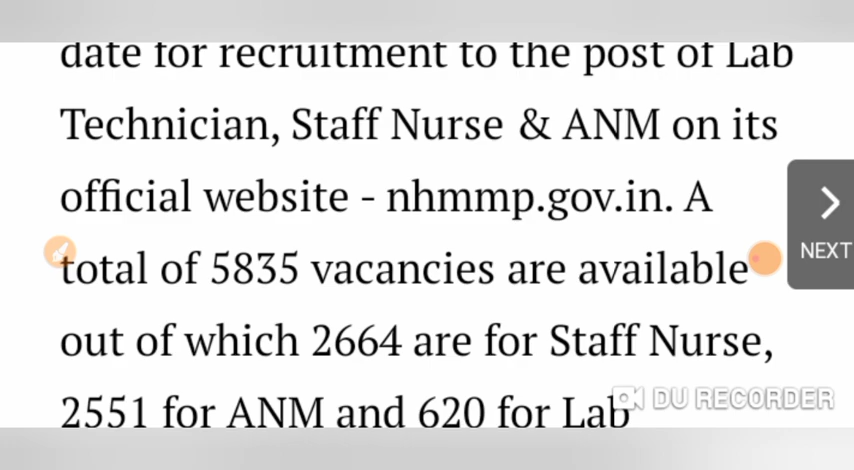 date for recruitment to the post of Lab
Technician, Staff Nurse & ANM on its
official website - nhmmp.gov.in. A
total of 5835 vacancies are available
out of which 2664 are for Staff Nurse,
2551 for ANM and 620 for Lab
NEXT
DU RECORDER